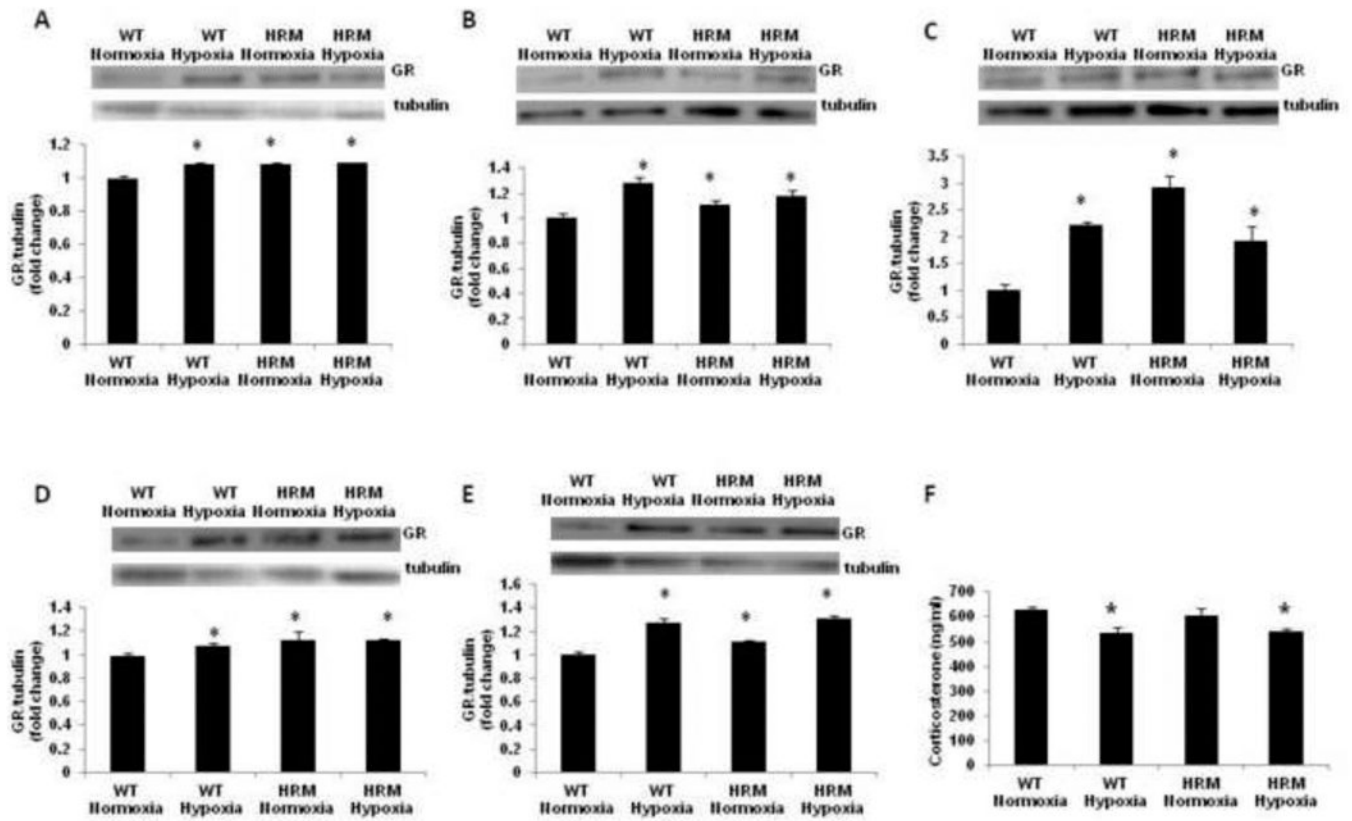 A
WT WT HRM HRM
Normoxia Hypoxia Normoxia Hypoxia
GR
tubulin
1.2
1
0.8
0.6
0.4
0.2
0
GR/tubulin
(fold change)
* * *
WT WT HRM HRM
Normoxia Hypoxia Normoxia Hypoxia
B
WT WT HRM HRM
Normoxia Hypoxia Normoxia Hypoxia
GR
tubulin
1.4
1.2
1
0.8
0.6
0.4
0.2
0
GR/tubulin
(fold change)
* * *
WT WT HRM HRM
Normoxia Hypoxia Normoxia Hypoxia
C
WT WT HRM HRM
Normoxia Hypoxia Normoxia Hypoxia
GR
tubulin
3.5
3
2.5
2
1.5
1
0.5
0
GR/tubulin
(fold change)
* * *
WT WT HRM HRM
Normoxia Hypoxia Normoxia Hypoxia
D
WT WT HRM HRM
Normoxia Hypoxia Normoxia Hypoxia
GR
tubulin
1.4
1.2
1
0.8
0.6
0.4
0.2
0
GR/tubulin
(fold change)
* * *
WT WT HRM HRM
Normoxia Hypoxia Normoxia Hypoxia
E
WT WT HRM HRM
Normoxia Hypoxia Normoxia Hypoxia
GR
tubulin
1.6
1.4
1.2
1
0.8
0.6
0.4
0.2
0
GR/tubulin
(fold change)
* * *
WT WT HRM HRM
Normoxia Hypoxia Normoxia Hypoxia
F
700
600
500
400
300
200
100
0
Corticosterone(ng/ml)
* *
WT WT HRM HRM
Normoxia Hypoxia Normoxia Hypoxia